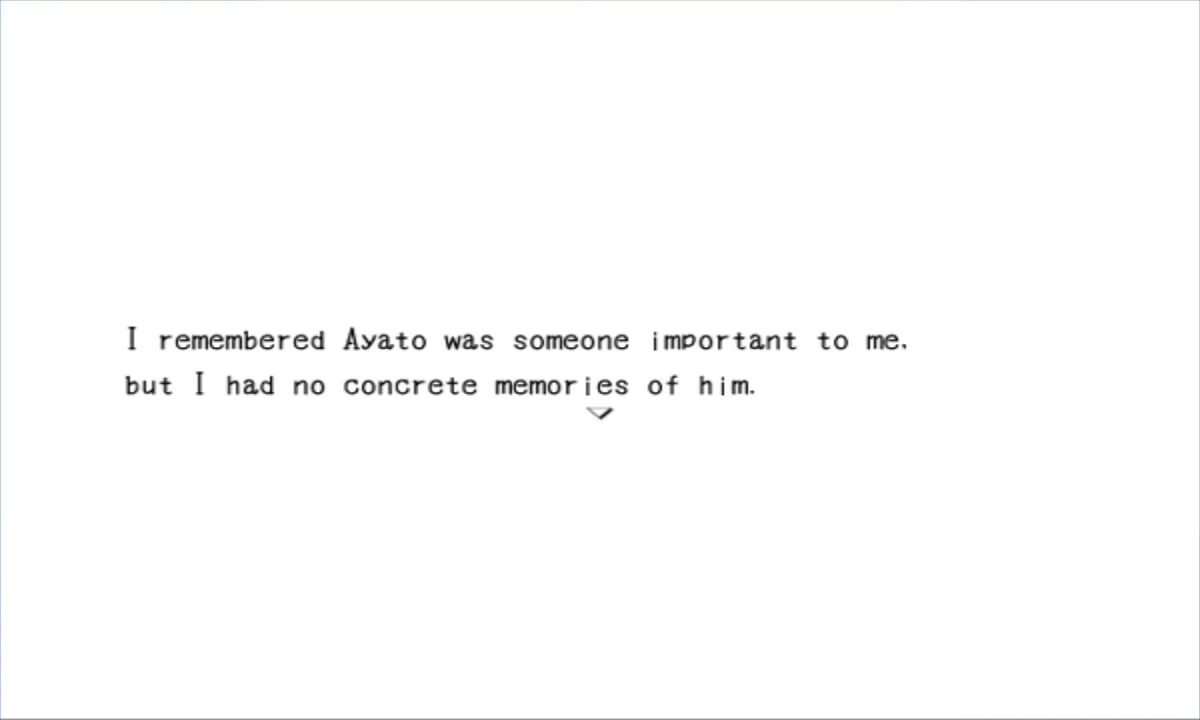 I remembered Ayato was someone important to me,
but I had no concrete memories of him.